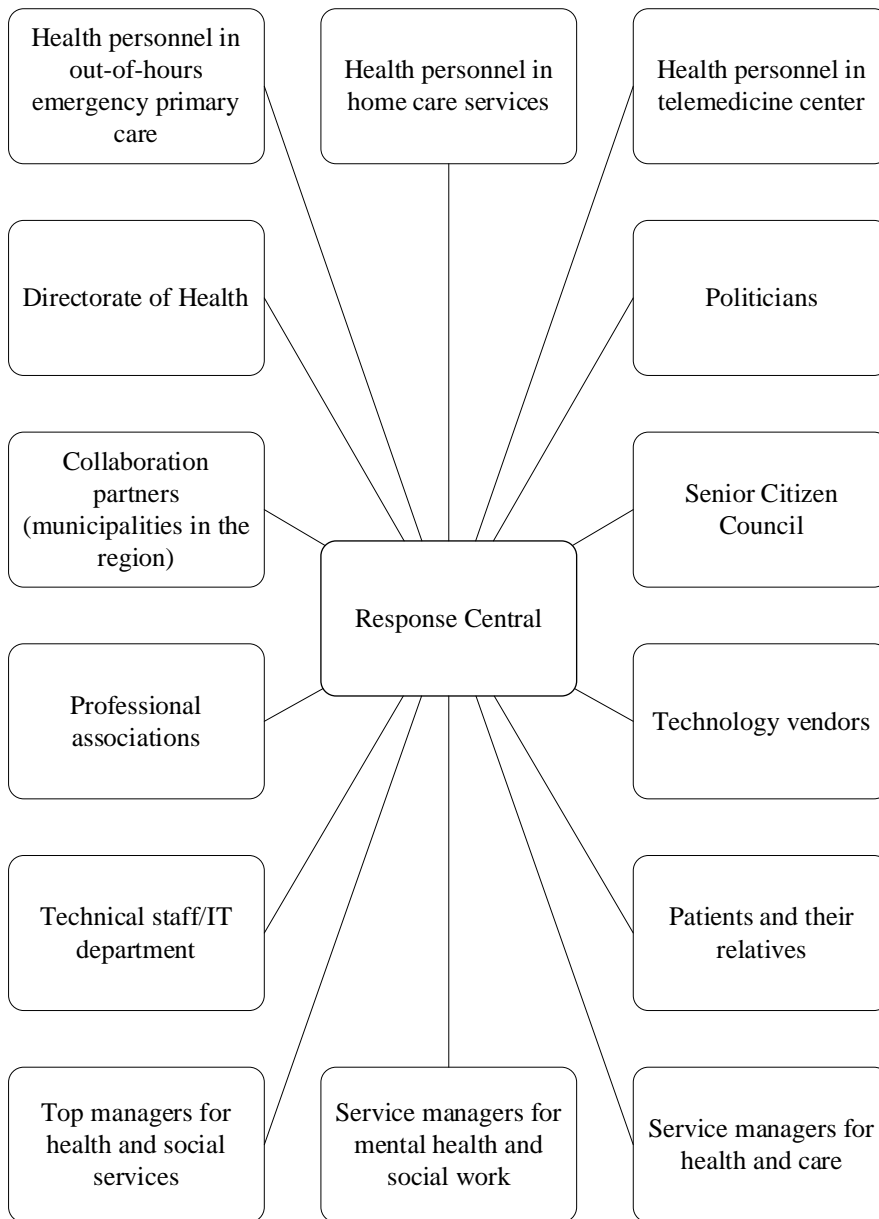 Health personnel in
out-of-hours
emergency primary
care
Health personnel in
home care services
Health personnel in
telemedicine center
Directorate of Health
Politicians
Collaboration
partners
(municipalities in the
region)
Senior Citizen
Council
Response Central
Professional
associations
Technology vendors
Technical staff/IT
department
Patients and their
relatives
Top managers for
health and social
services
Service managers for
mental health and
social work
Service managers for
health and care